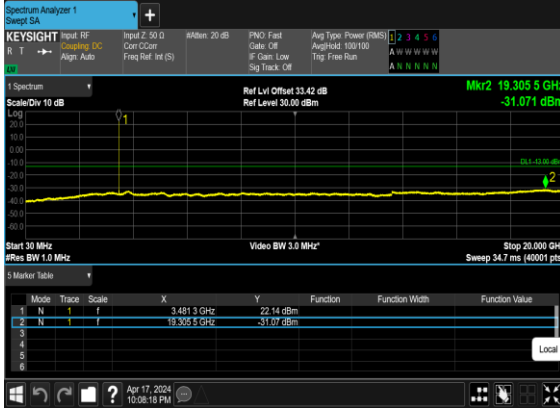 Spectrum Analyzer 1
Swept SA
+
KEYSIGHT Input: RF Input Z: 50 Ω #Atten: 20 dB PNO: Fast Avg Type: Power (RMS) 1 2 3 4 5 6
R T Coupling: DC Corr CCorr Gate: Off Avg|Hold: 100/100 A W W W W W
Align: Auto Freq Ref: Int (S) IF Gain: Low Trig: Free Run
Sig Track: Off A N N N N N
1 Spectrum Ref Lvl Offset 33.42 dB Mkr2 19.305 5 GHz
Scale/Div 10 dB Ref Level 30.00 dBm -31.071 dBm
Log
20.0
10.0
0.00
-10.0
-20.0
-30.0
-40.0
-50.0
-60.0
1
DL1 -13.00 dBm
2
Start 30 MHz Video BW 3.0 MHz* Stop 20.000 GHz
#Res BW 1.0 MHz Sweep 34.7 ms (40001 pts)
5 Marker Table
Mode Trace Scale X Y Function Function Width Function Value
1 N 1 f 3.481 3 GHz 22.14 dBm
2 N 1 f 19.305 5 GHz -31.07 dBm
3
4
5
6
Local
? Apr 17, 2024
10:08:18 PM